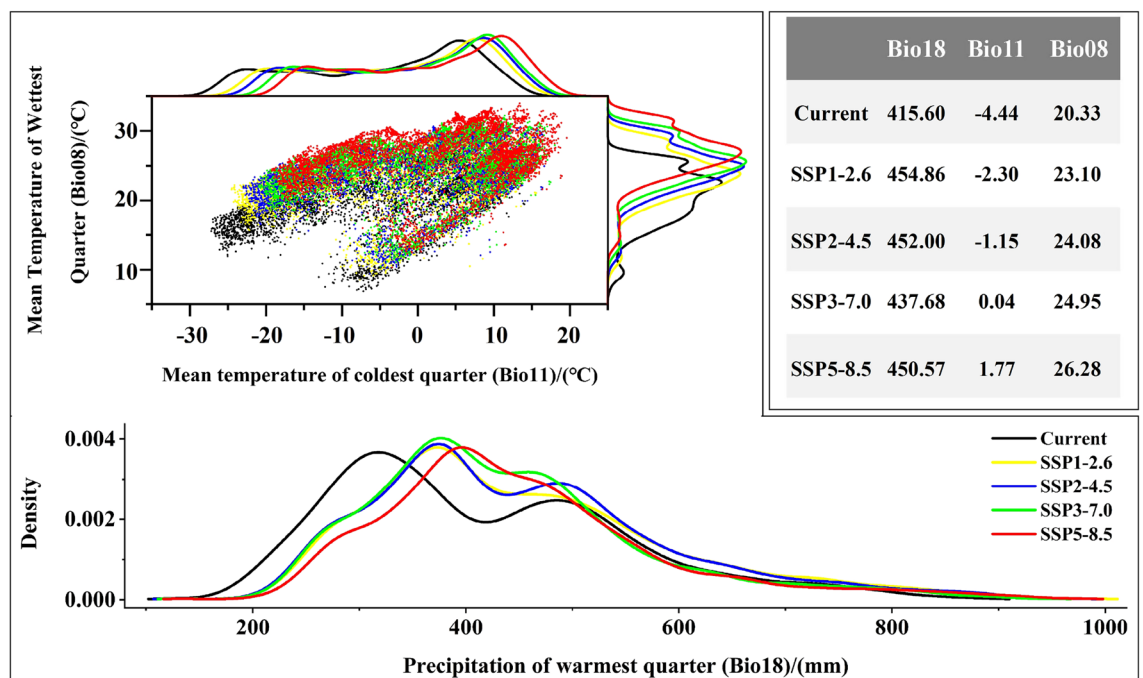 Mean Temperature of Wettest
Quarter (Bio08)/(°C)
30
20
10
-30 -20 -10 0 10 20
Mean temperature of coldest quarter (Bio11)/(°C)
Bio18 Bio11 Bio08
Current 415.60 -4.44 20.33
SSP1-2.6 454.86 -2.30 23.10
SSP2-4.5 452.00 -1.15 24.08
SSP3-7.0 437.68 0.04 24.95
SSP5-8.5 450.57 1.77 26.28
Density
0.004
0.002
0.000
200 400 600 800 1000
Precipitation of warmest quarter (Bio18)/(mm)
Current
SSP1-2.6
SSP2-4.5
SSP3-7.0
SSP5-8.5